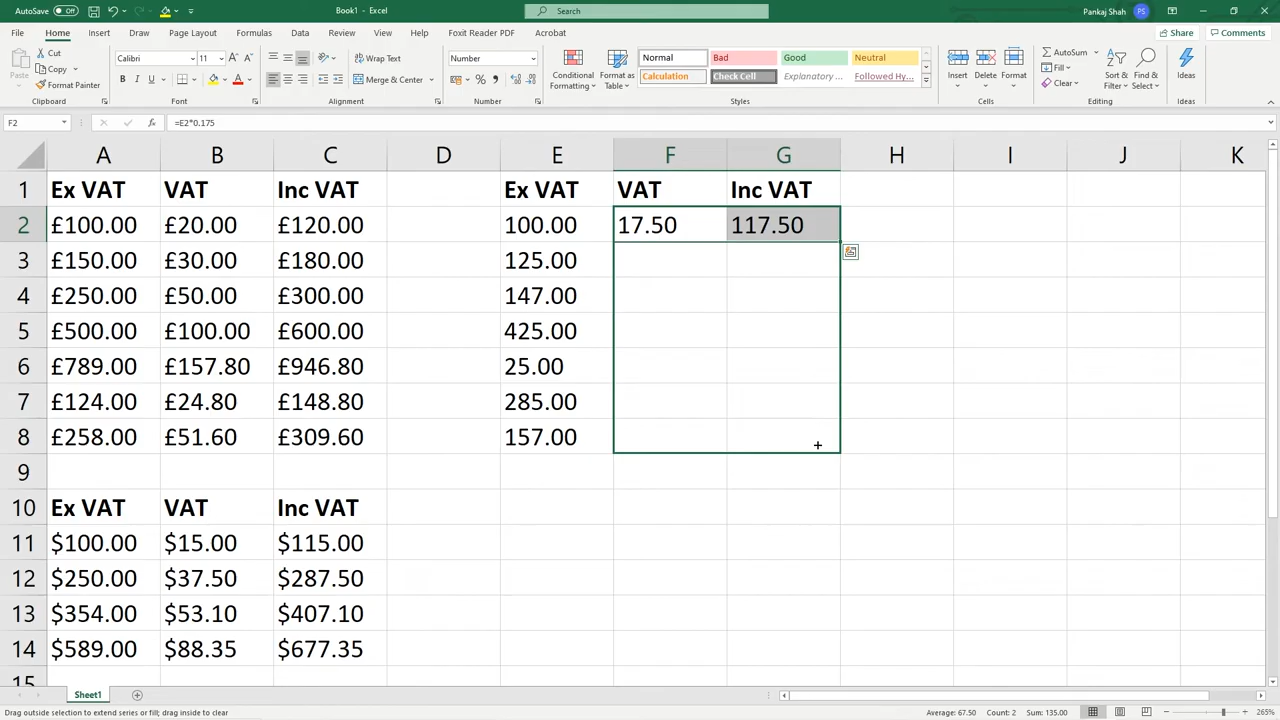 AutoSave Off Book1 - Excel Search Pankaj Shah PS
File Home Insert Draw Page Layout Formulas Data Review View Help Foxit Reader PDF Acrobat Share Comments
Paste Cut Copy Format Painter Clipboard
Calibri 11 B I U Font
Wrap Text Merge & Center Alignment
Number Number
Conditional Formatting Format as Table Normal Bad Good Neutral Calculation Check Cell Explanatory ... Followed Hy... Styles
Insert Delete Format Cells
AutoSum Fill Clear Sort & Filter Find & Select Editing
Ideas Ideas
F2 fx =E2*0.175
A B C D E F G H I J K
1 Ex VAT VAT Inc VAT Ex VAT VAT Inc VAT
2 £100.00 £20.00 £120.00 100.00 17.50 117.50
3 £150.00 £30.00 £180.00 125.00
4 £250.00 £50.00 £300.00 147.00
5 £500.00 £100.00 £600.00 425.00
6 £789.00 £157.80 £946.80 25.00
7 £124.00 £24.80 £148.80 285.00
8 £258.00 £51.60 £309.60 157.00
9
10 Ex VAT VAT Inc VAT
11 $100.00 $15.00 $115.00
12 $250.00 $37.50 $287.50
13 $354.00 $53.10 $407.10
14 $589.00 $88.35 $677.35
15
Sheet1
Drag outside selection to extend series or fill; drag inside to clear Average: 67.50 Count: 2 Sum: 135.00 265%